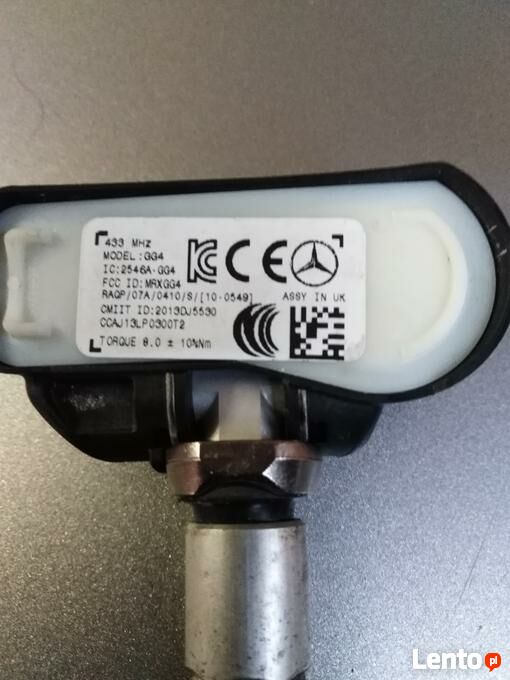 433 MHz
MODEL:GG4
IC:2546A-GG4
FCC ID:MRXGG4
RAQP/07A/0410/S/[10-0549]
ASSY IN UK
CMIIT ID:2013DJ5530
CCAJ13LP0300T2
TORQUE 8.0 ± 10%Nm
Lento.pl